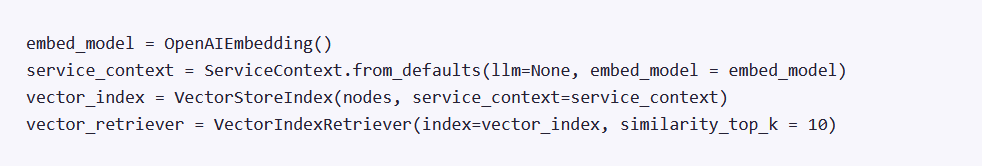 embed_model = OpenAIEmbedding()
service_context = ServiceContext.from_defaults(llm=None, embed_model = embed_model)
vector_index = VectorStoreIndex(nodes, service_context=service_context)
vector_retriever = VectorIndexRetriever(index=vector_index, similarity_top_k = 10)